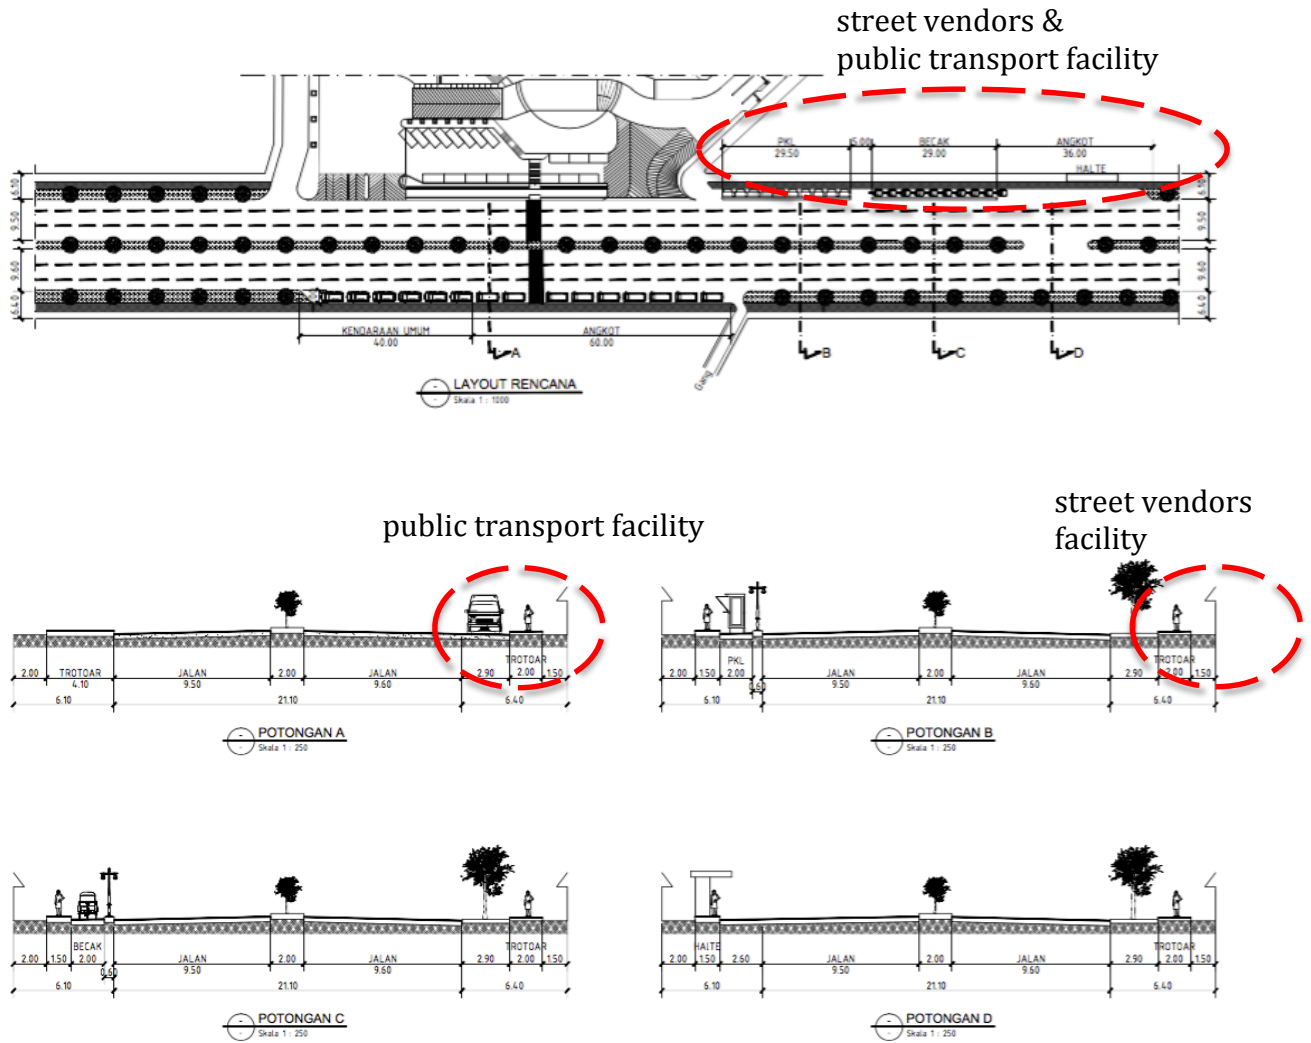 street vendors &
public transport facility
PKL 5.00 BECAK ANGKOT
29.50 29.00 36.00
HALTE
6.10 6.10
9.50 9.50
9.60 9.60
6.40 6.40
KENDARAAN UMUM ANGKOT
40.00 60.00
A B C D
Gang
LAYOUT RENCANA
Skala 1 : 1000
public transport facility
street vendors
facility
TROTOAR
2.00 TROTOAR JALAN 2.00 JALAN 2.90 2.00 1.50
4.10 9.50 9.60
6.10 21.10 6.40
POTONGAN A
Skala 1 : 250
PKL TROTOAR
2.00 1.50 2.00 JALAN 2.00 JALAN 2.90 2.00 1.50
0.60 9.50 9.60
6.10 21.10 6.40
POTONGAN B
Skala 1 : 250
BECAK TROTOAR
2.00 1.50 2.00 JALAN 2.00 JALAN 2.90 2.00 1.50
0.60 9.50 9.60
6.10 21.10 6.40
POTONGAN C
Skala 1 : 250
HALTE TROTOAR
2.00 1.50 2.60 JALAN 2.00 JALAN 2.90 2.00 1.50
9.50 9.60
6.10 21.10 6.40
POTONGAN D
Skala 1 : 250